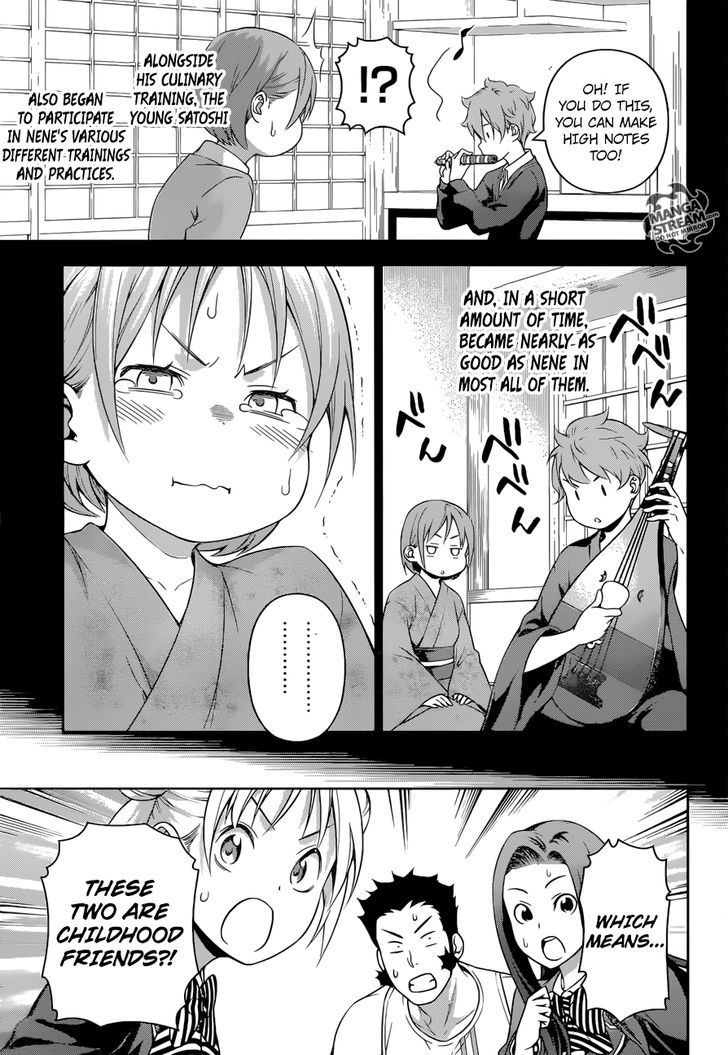 OH! IF
YOU DO THIS,
YOU CAN MAKE
HIGH NOTES
TOO!
!?
ALONGSIDE
HIS CULINARY
TRAINING, THE
YOUNG SATOSHI
ALSO BEGAN
TO PARTICIPATE
IN NENE'S VARIOUS
DIFFERENT TRAININGS
AND PRACTICES.
MANGA
STREAM.com
DO NOT MIRROR
AND, IN A SHORT
AMOUNT OF TIME,
BECAME NEARLY AS
GOOD AS NENE IN
MOST ALL OF THEM.
べべん
べべん
べべん
........
........
WHICH
MEANS...
THESE
TWO ARE
CHILDHOOD
FRIENDS?!